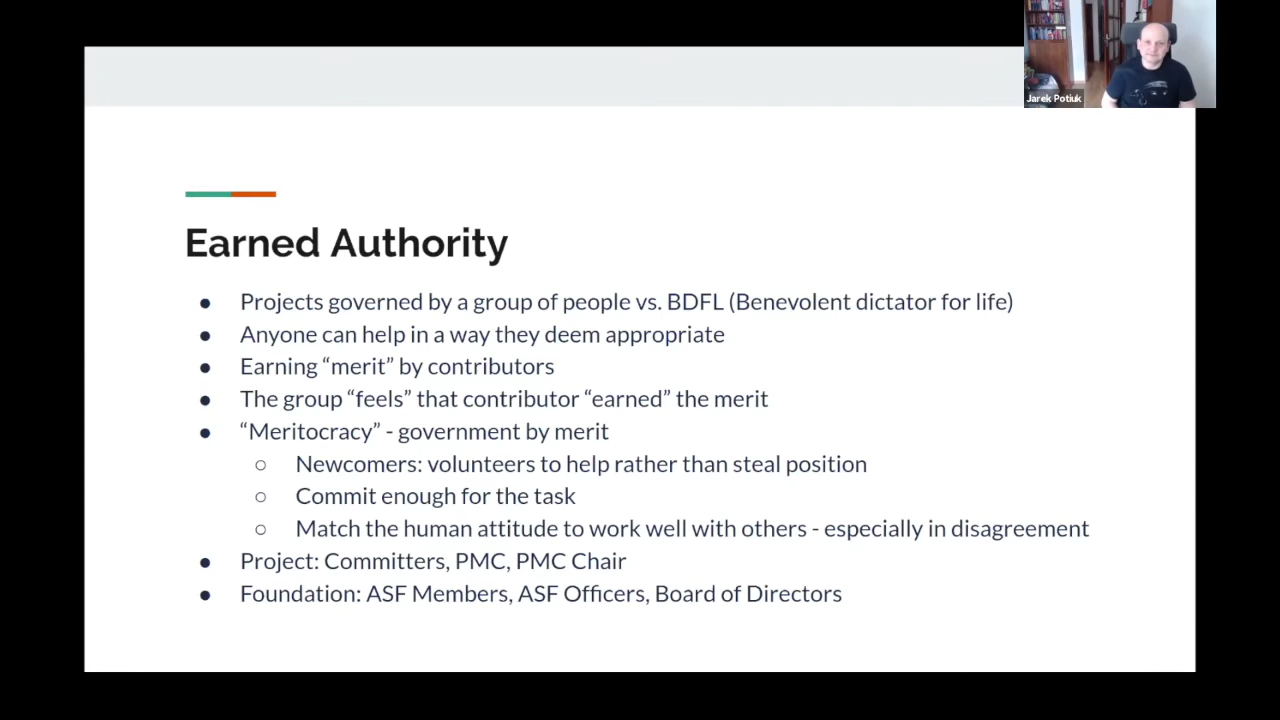 Jarek Potiuk
Earned Authority
● Projects governed by a group of people vs. BDFL (Benevolent dictator for life)
● Anyone can help in a way they deem appropriate
● Earning “merit” by contributors
● The group “feels” that contributor “earned” the merit
● “Meritocracy” - government by merit
○ Newcomers: volunteers to help rather than steal position
○ Commit enough for the task
○ Match the human attitude to work well with others - especially in disagreement
● Project: Committers, PMC, PMC Chair
● Foundation: ASF Members, ASF Officers, Board of Directors